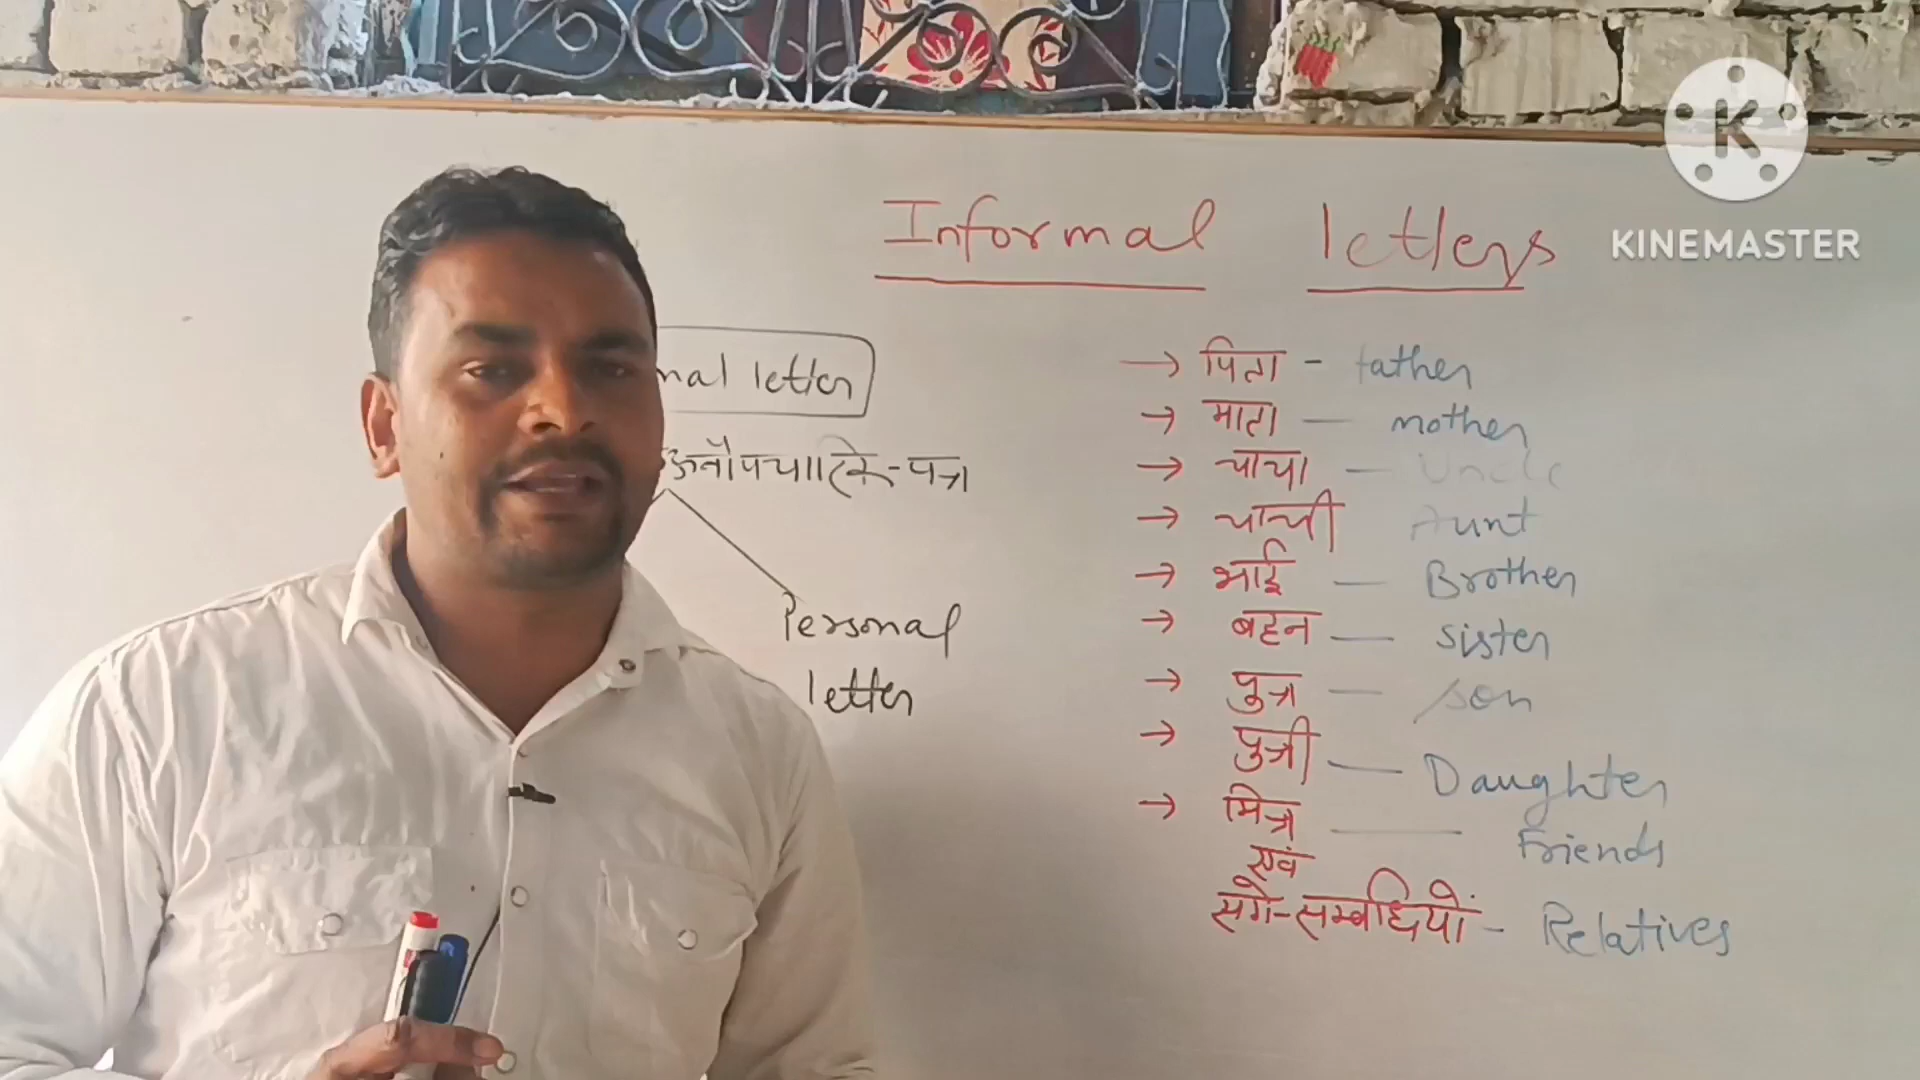 Informal letters
KINEMASTER
nal letter
अनौपचारिक-पत्र
Personal
letter
→ पिता - father
→ माता — mother
→ चाचा — Uncle
→ चाची Aunt
→ भाई — Brother
→ बहन — sister
→ पुत्र — son
→ पुत्री — Daughter
→ मित्र — Friends
एवं
सगे-सम्बंधियों - Relatives